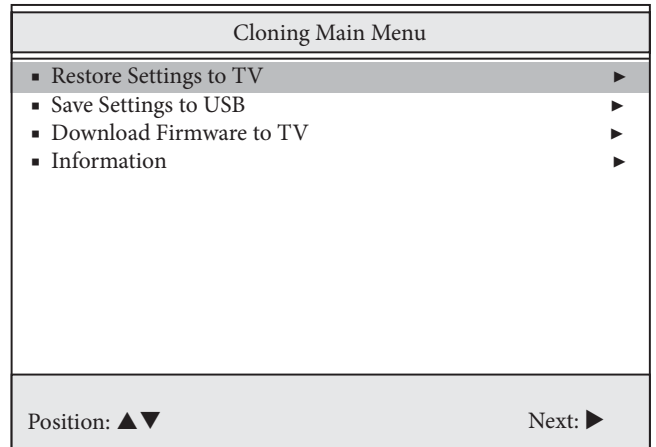 Cloning Main Menu
▪ Restore Settings to TV ►
▪ Save Settings to USB ►
▪ Download Firmware to TV ►
▪ Information ►
Position: ▲▼ Next: ►